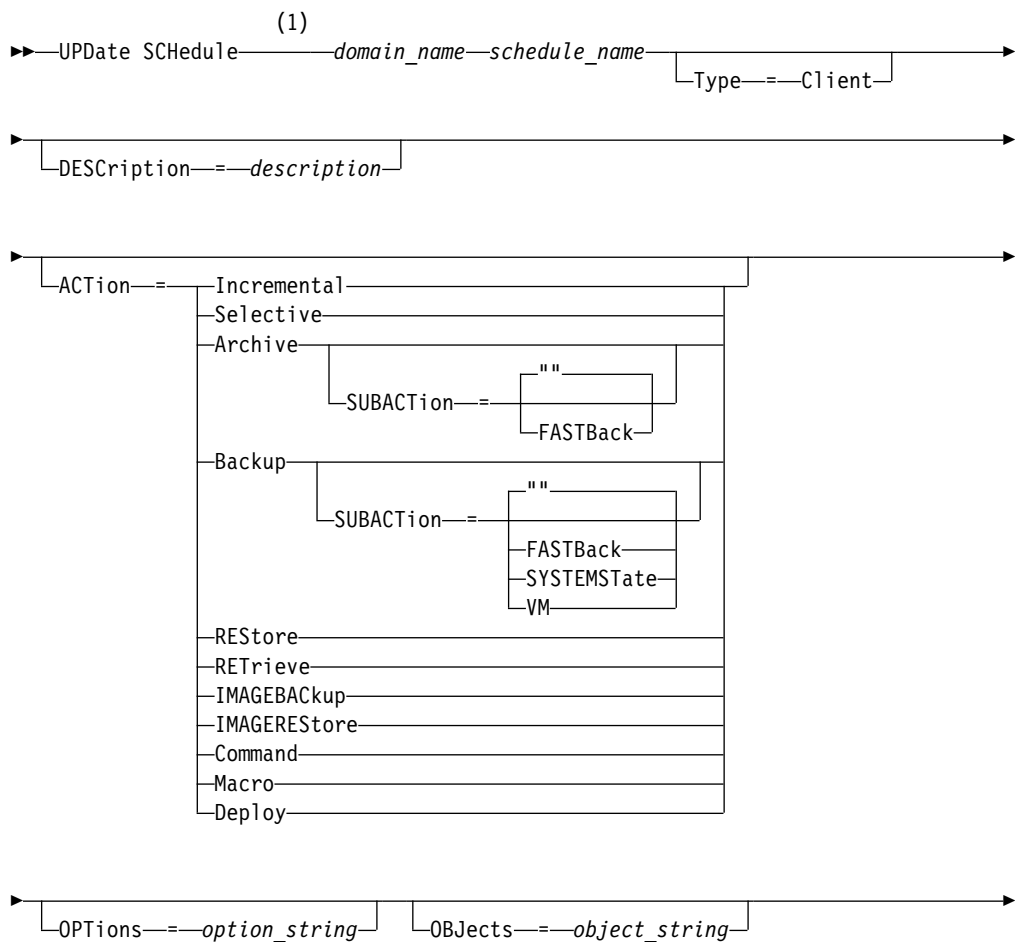 (1)
UPDate SCHedule domain_name schedule_name
Type = Client
DESCription = description
ACTion = Incremental
Selective
Archive
""
SUBACTion =
FASTBack
Backup
""
SUBACTion =
FASTBack
SYSTEMSTate
VM
REStore
RETrieve
IMAGEBACkup
IMAGEREStore
Command
Macro
Deploy
OPTions = option_string OBJects = object_string